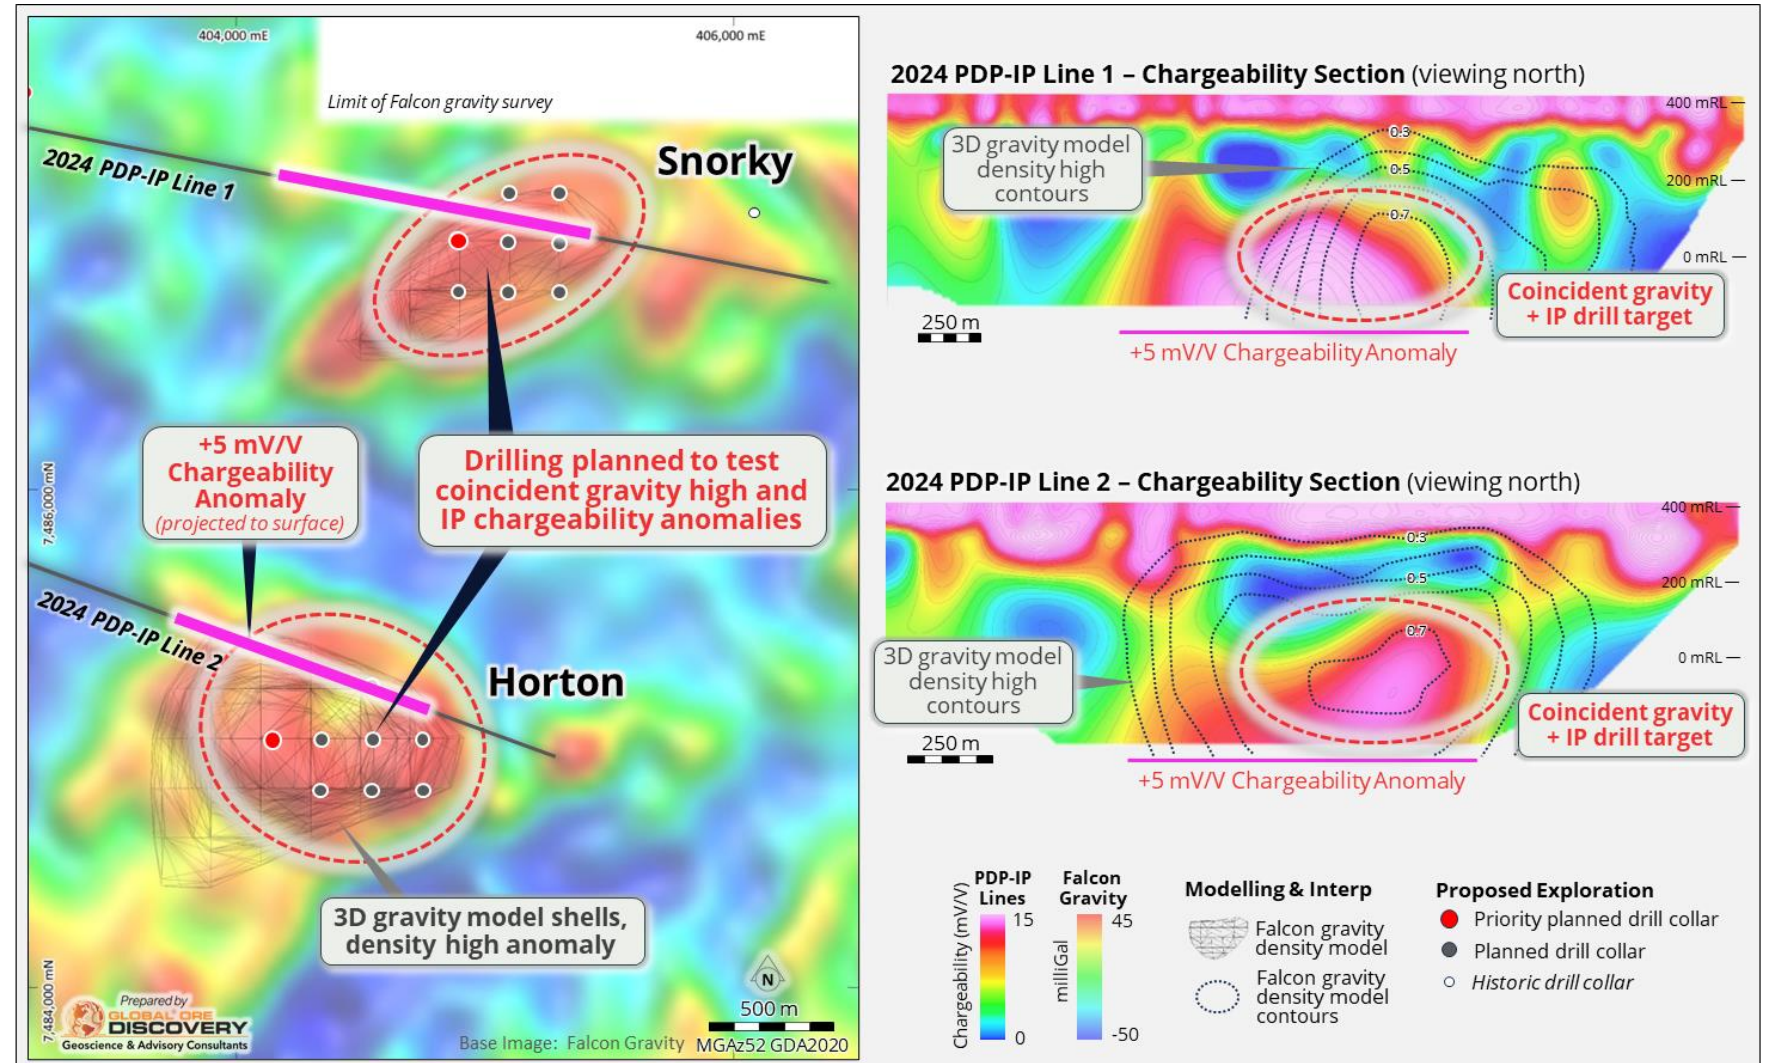 404,000 mE
406,000 mE
Limit of Falcon gravity survey
2024 PDP-IP Line 1
Snorky
+5 mV/V
Chargeability
Anomaly
(projected to surface)
Drilling planned to test
coincident gravity high and
IP chargeability anomalies
7,486,000 mN
2024 PDP-IP Line 2
Horton
3D gravity model shells,
density high anomaly
7,484,000 mN
Prepared by
GLOBAL ORE
DISCOVERY
Geoscience & Advisory Consultants
N
500 m
Base Image: Falcon Gravity
MGAz52 GDA2020
2024 PDP-IP Line 1 – Chargeability Section (viewing north)
400 mRL
0.3
3D gravity model
density high
contours
0.5
200 mRL
0.7
0 mRL
Coincident gravity
+ IP drill target
250 m
+5 mV/V Chargeability Anomaly
2024 PDP-IP Line 2 – Chargeability Section (viewing north)
400 mRL
0.3
0.5
200 mRL
0.7
3D gravity model
density high
contours
0 mRL
Coincident gravity
+ IP drill target
250 m
+5 mV/V Chargeability Anomaly
PDP-IP
Lines
Chargeability (mV/V)
15
0
Falcon
Gravity
milliGal
45
-50
Modelling & Interp
Falcon gravity
density model
Falcon gravity
density model
contours
Proposed Exploration
Priority planned drill collar
Planned drill collar
Historic drill collar